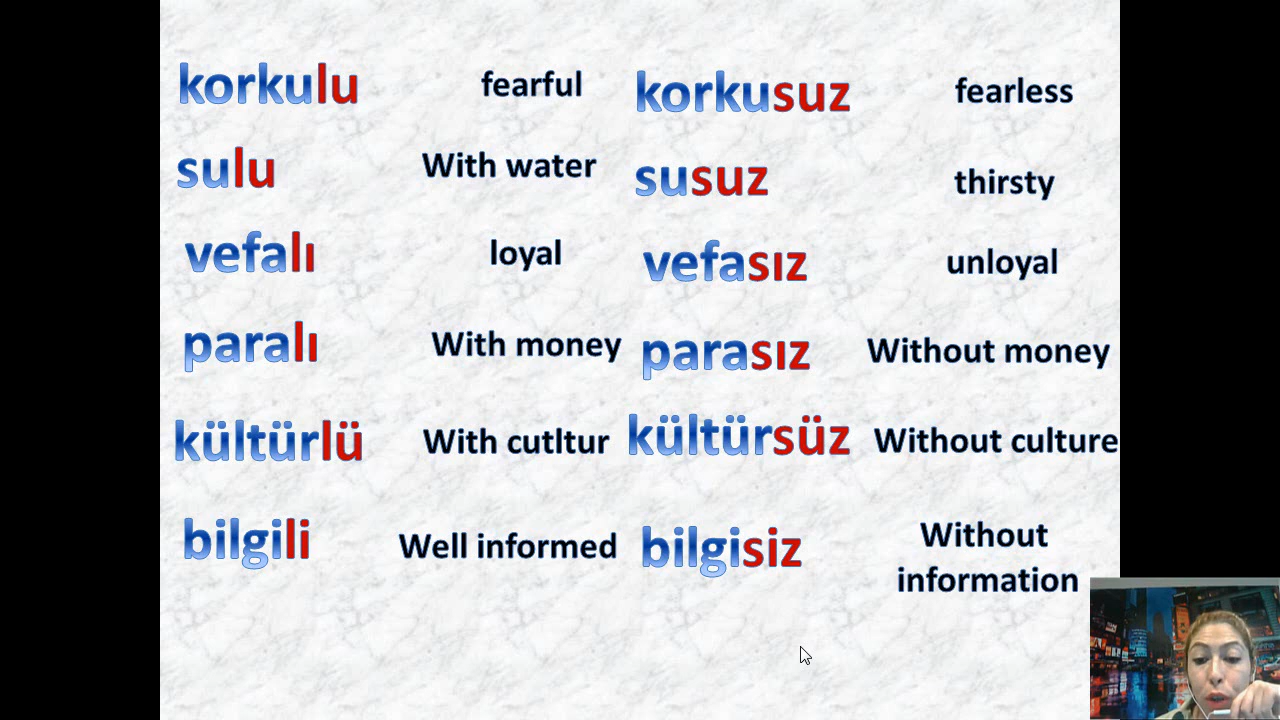 korkulu fearful korkusuz fearless
sulu With water susuz thirsty
vefalı loyal vefasız unloyal
paralı With money parasız Without money
kültürlü With cutltur kültürsüz Without culture
bilgili Well informed bilgisiz Without
information